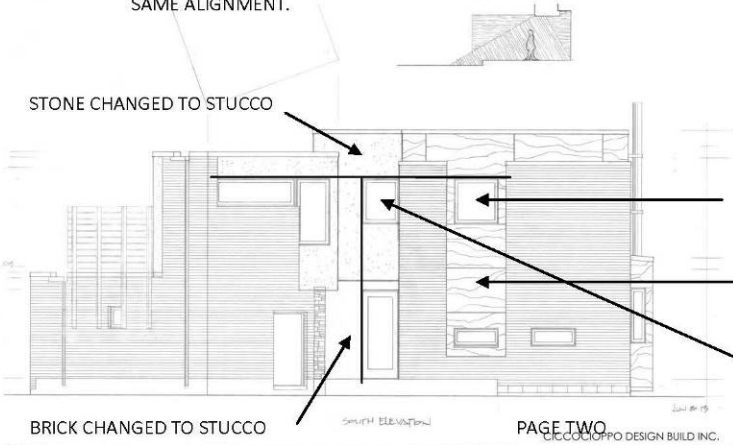 SAME ALIGNMENT.
STONE CHANGED TO STUCCO
BRICK CHANGED TO STUCCO
SOUTH ELEVATION
PAGE TWO
CICCOCIOPPO DESIGN BUILD INC.